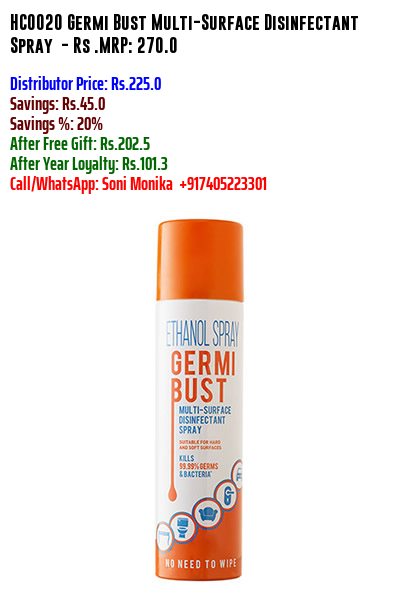 HC0020 Germi Bust Multi-Surface Disinfectant
Spray - Rs .MRP: 270.0
Distributor Price: Rs.225.0
Savings: Rs.45.0
Savings %: 20%
After Free Gift: Rs.202.5
After Year Loyalty: Rs.101.3
Call/WhatsApp: Soni Monika +917405223301
ETHANOL SPRAY
GERMI
BUST
MULTI-SURFACE
DISINFECTANT
SPRAY
SUITABLE FOR HARD
AND SOFT SURFACES
KILLS
99.99% GERMS
& BACTERIA*
NO NEED TO WIPE